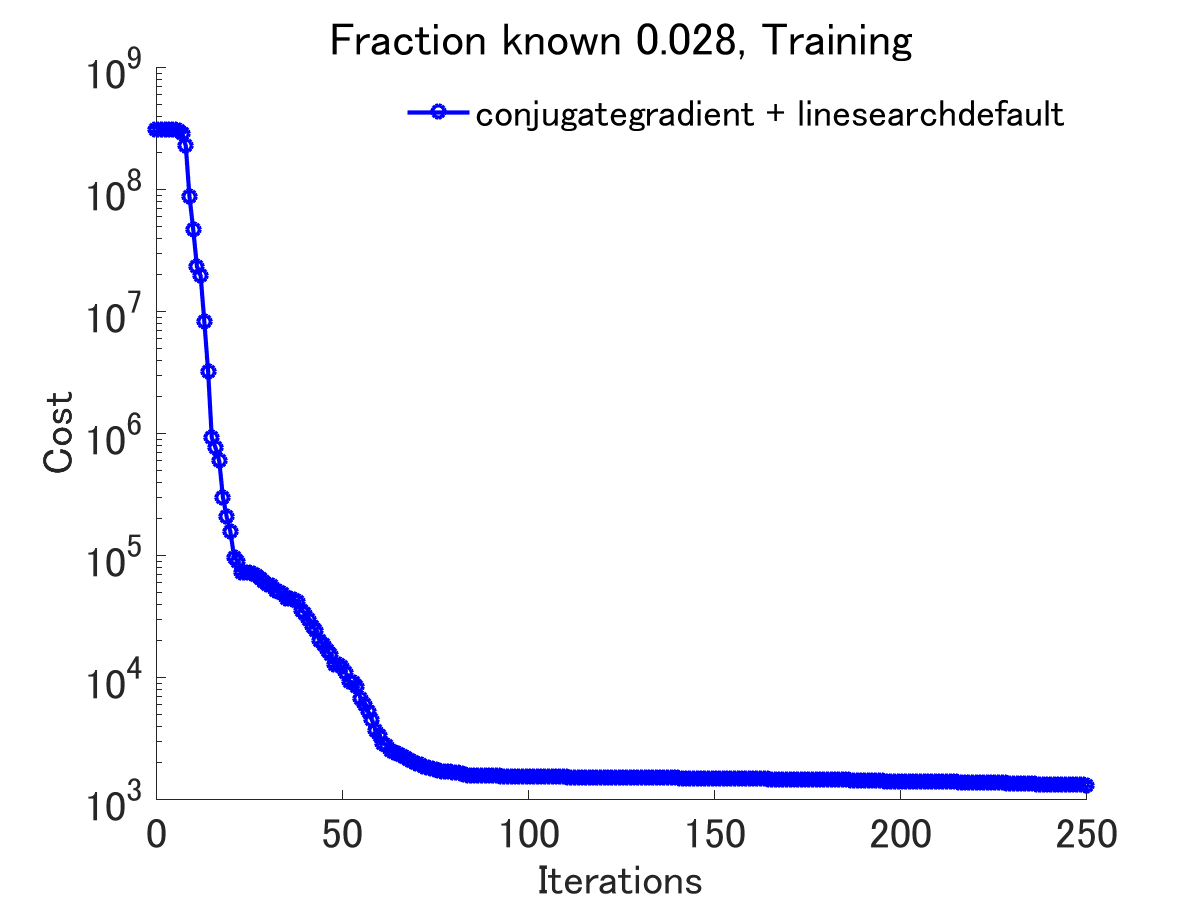 Fraction known 0.028, Training
conjugategradient + linesearchdefault
10^9
10^8
10^7
10^6
10^5
10^4
10^3
Cost
0 50 100 150 200 250
Iterations